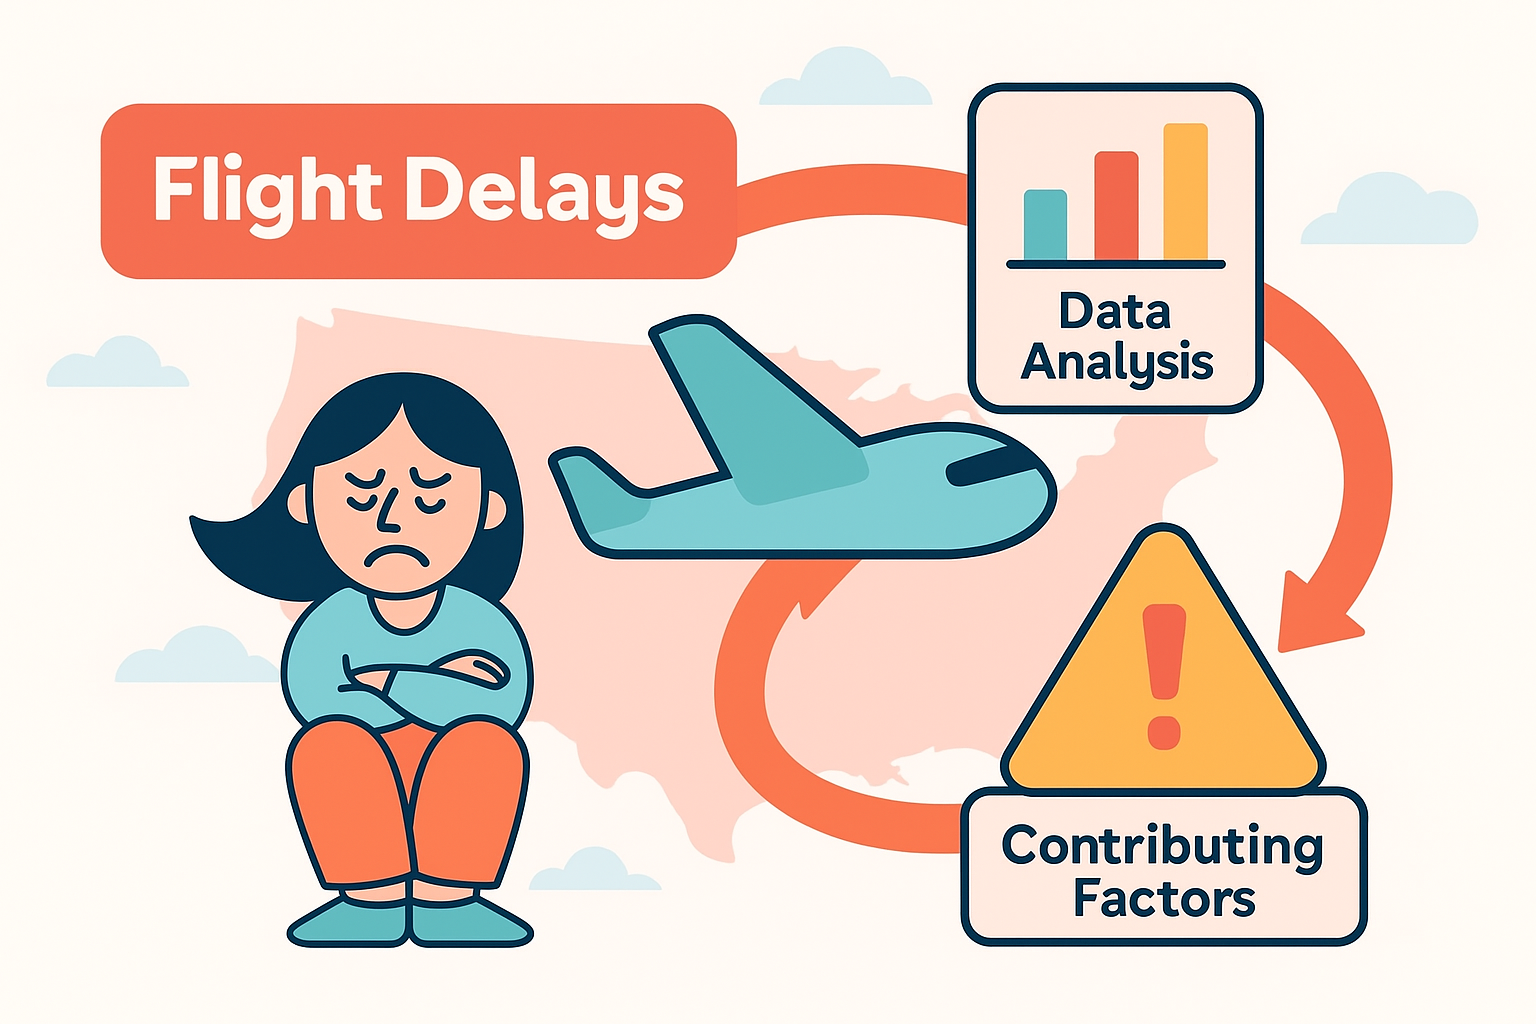 Flight Delays
Data
Analysis
Contributing
Factors